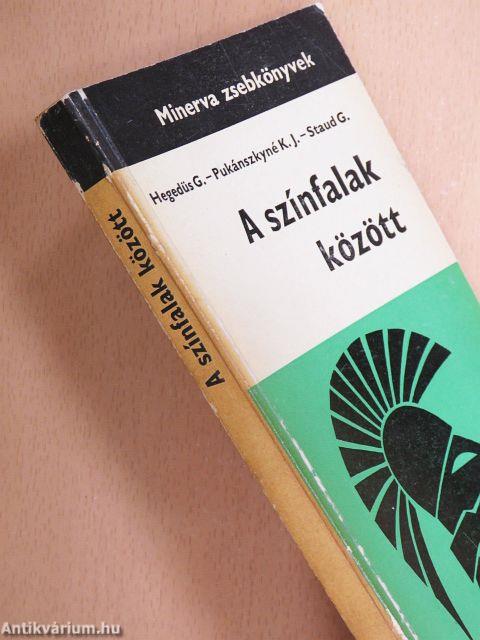 Minerva zsebkönyvek
Hegedüs G. – Pukánszkyné K. J. – Staud G.
A színfalak
között
A színfalak között
Antikvárium.hu